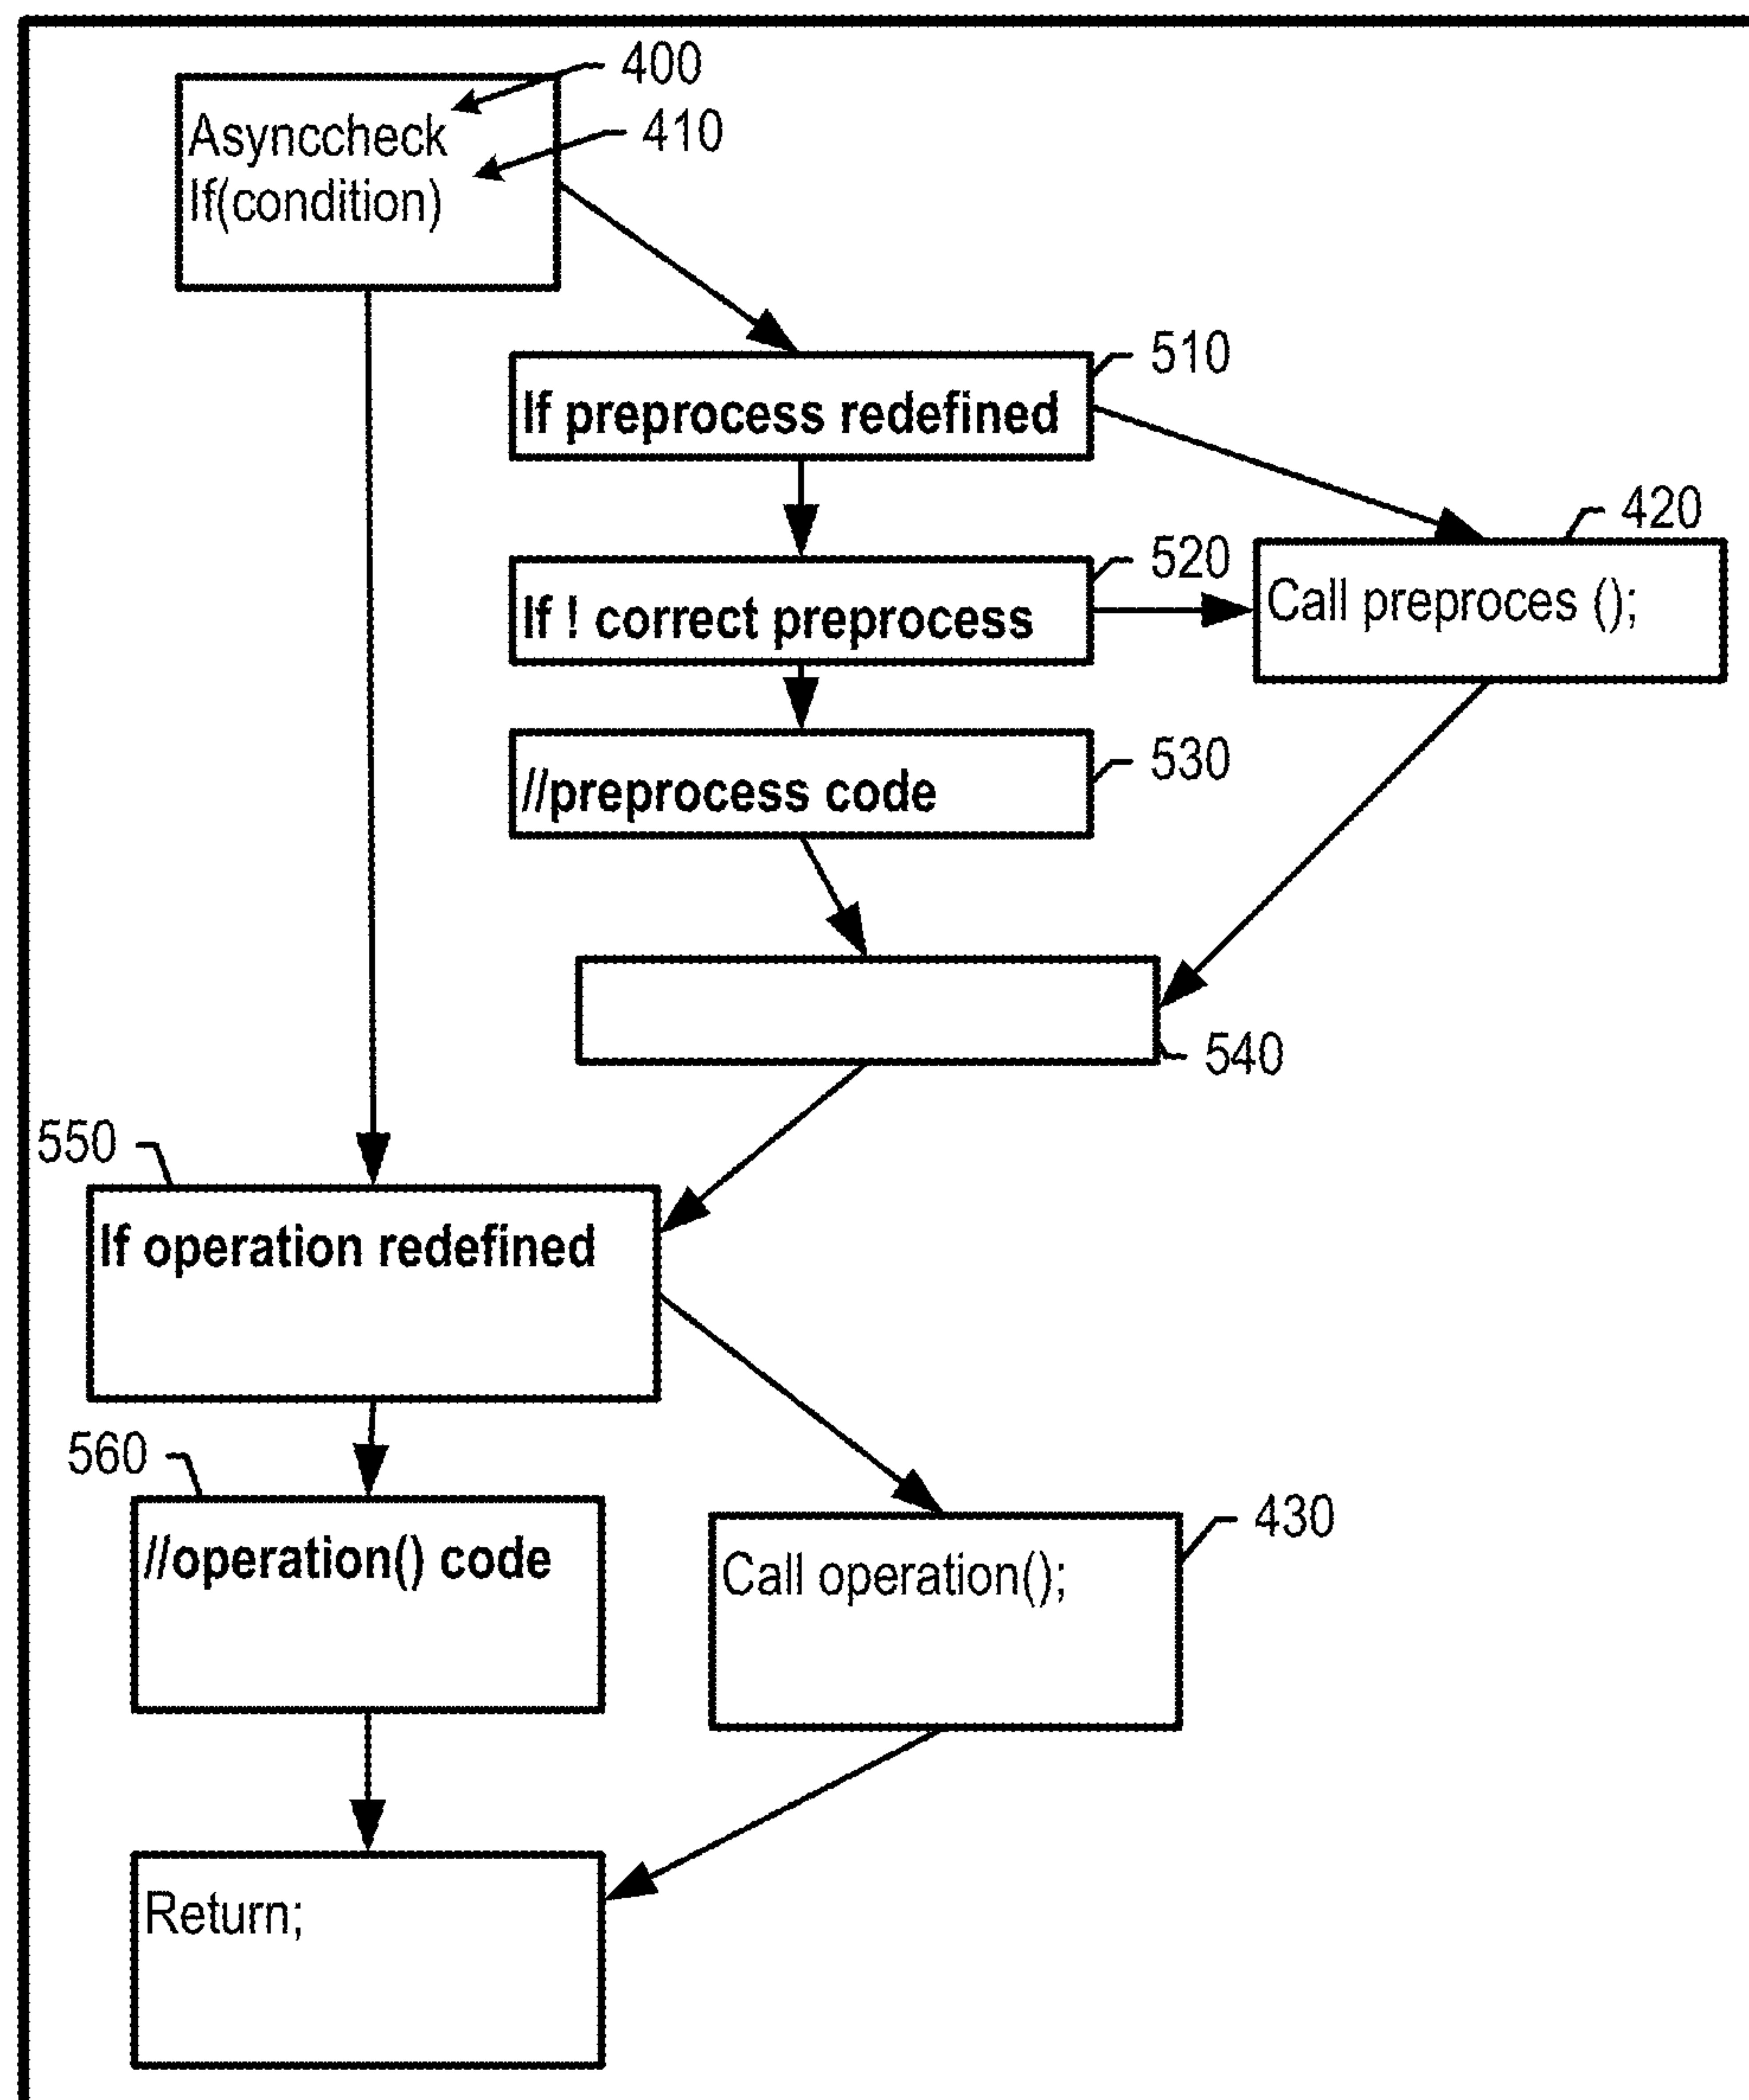 400
Asynccheck
410
If(condition)
510
If preprocess redefined
420
520
Call preproces ();
If ! correct preprocess
530
//preprocess code
540
550
If operation redefined
560
430
//operation() code
Call operation();
Return;